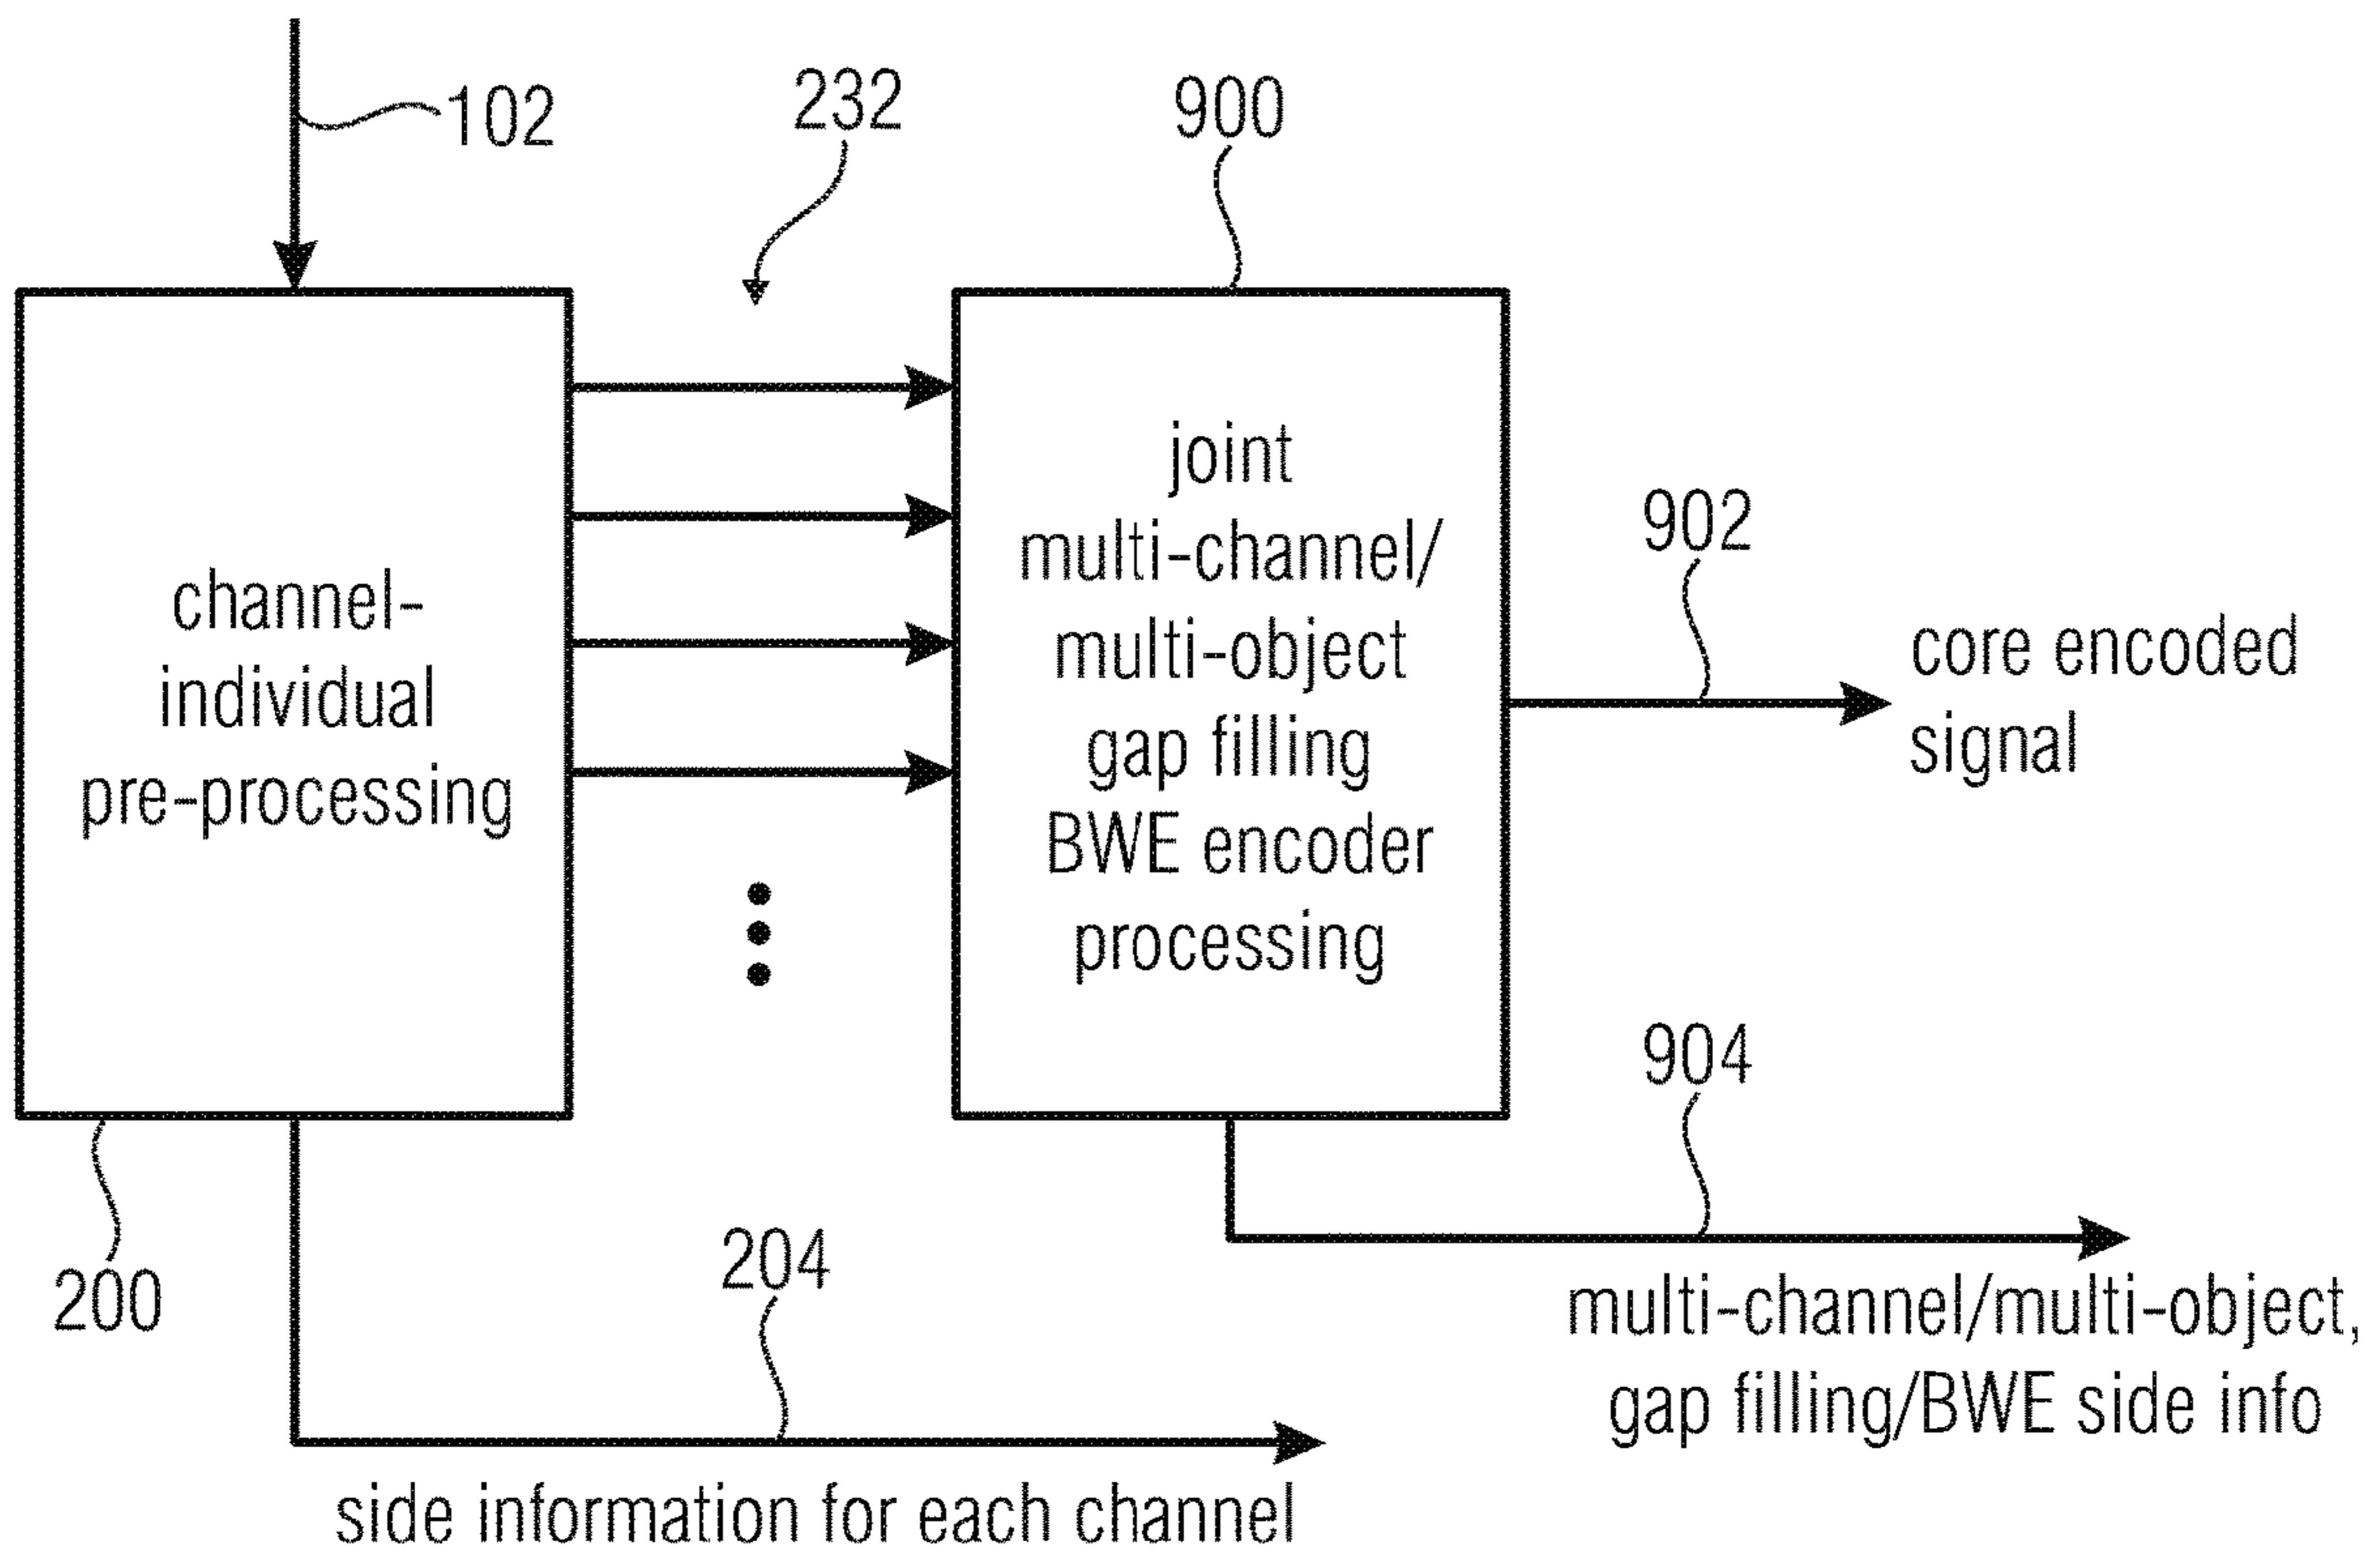 102
232
900
channel-
individual
pre-processing
joint
multi-channel/
multi-object
gap filling
BWE encoder
processing
902
core encoded
signal
904
multi-channel/multi-object,
gap filling/BWE side info
200
204
side information for each channel